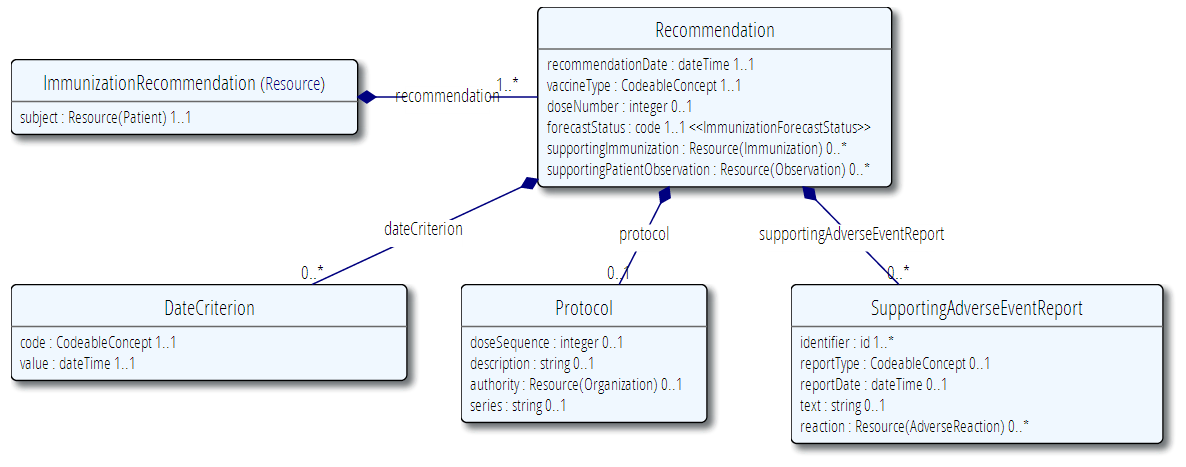 Recommendation
recommendationDate : dateTime 1..1
vaccineType : CodeableConcept 1..1
doseNumber : integer 0..1
forecastStatus : code 1..1 <<ImmunizationForecastStatus>>
supportingImmunization : Resource(Immunization) 0..*
supportingPatientObservation : Resource(Observation) 0..*
ImmunizationRecommendation (Resource)
subject : Resource(Patient) 1..1
recommendation
1..*
dateCriterion
0..*
protocol
0..1
supportingAdverseEventReport
0..*
DateCriterion
code : CodeableConcept 1..1
value : dateTime 1..1
Protocol
doseSequence : integer 0..1
description : string 0..1
authority : Resource(Organization) 0..1
series : string 0..1
SupportingAdverseEventReport
identifier : id 1..*
reportType : CodeableConcept 0..1
reportDate : dateTime 0..1
text : string 0..1
reaction : Resource(AdverseReaction) 0..*